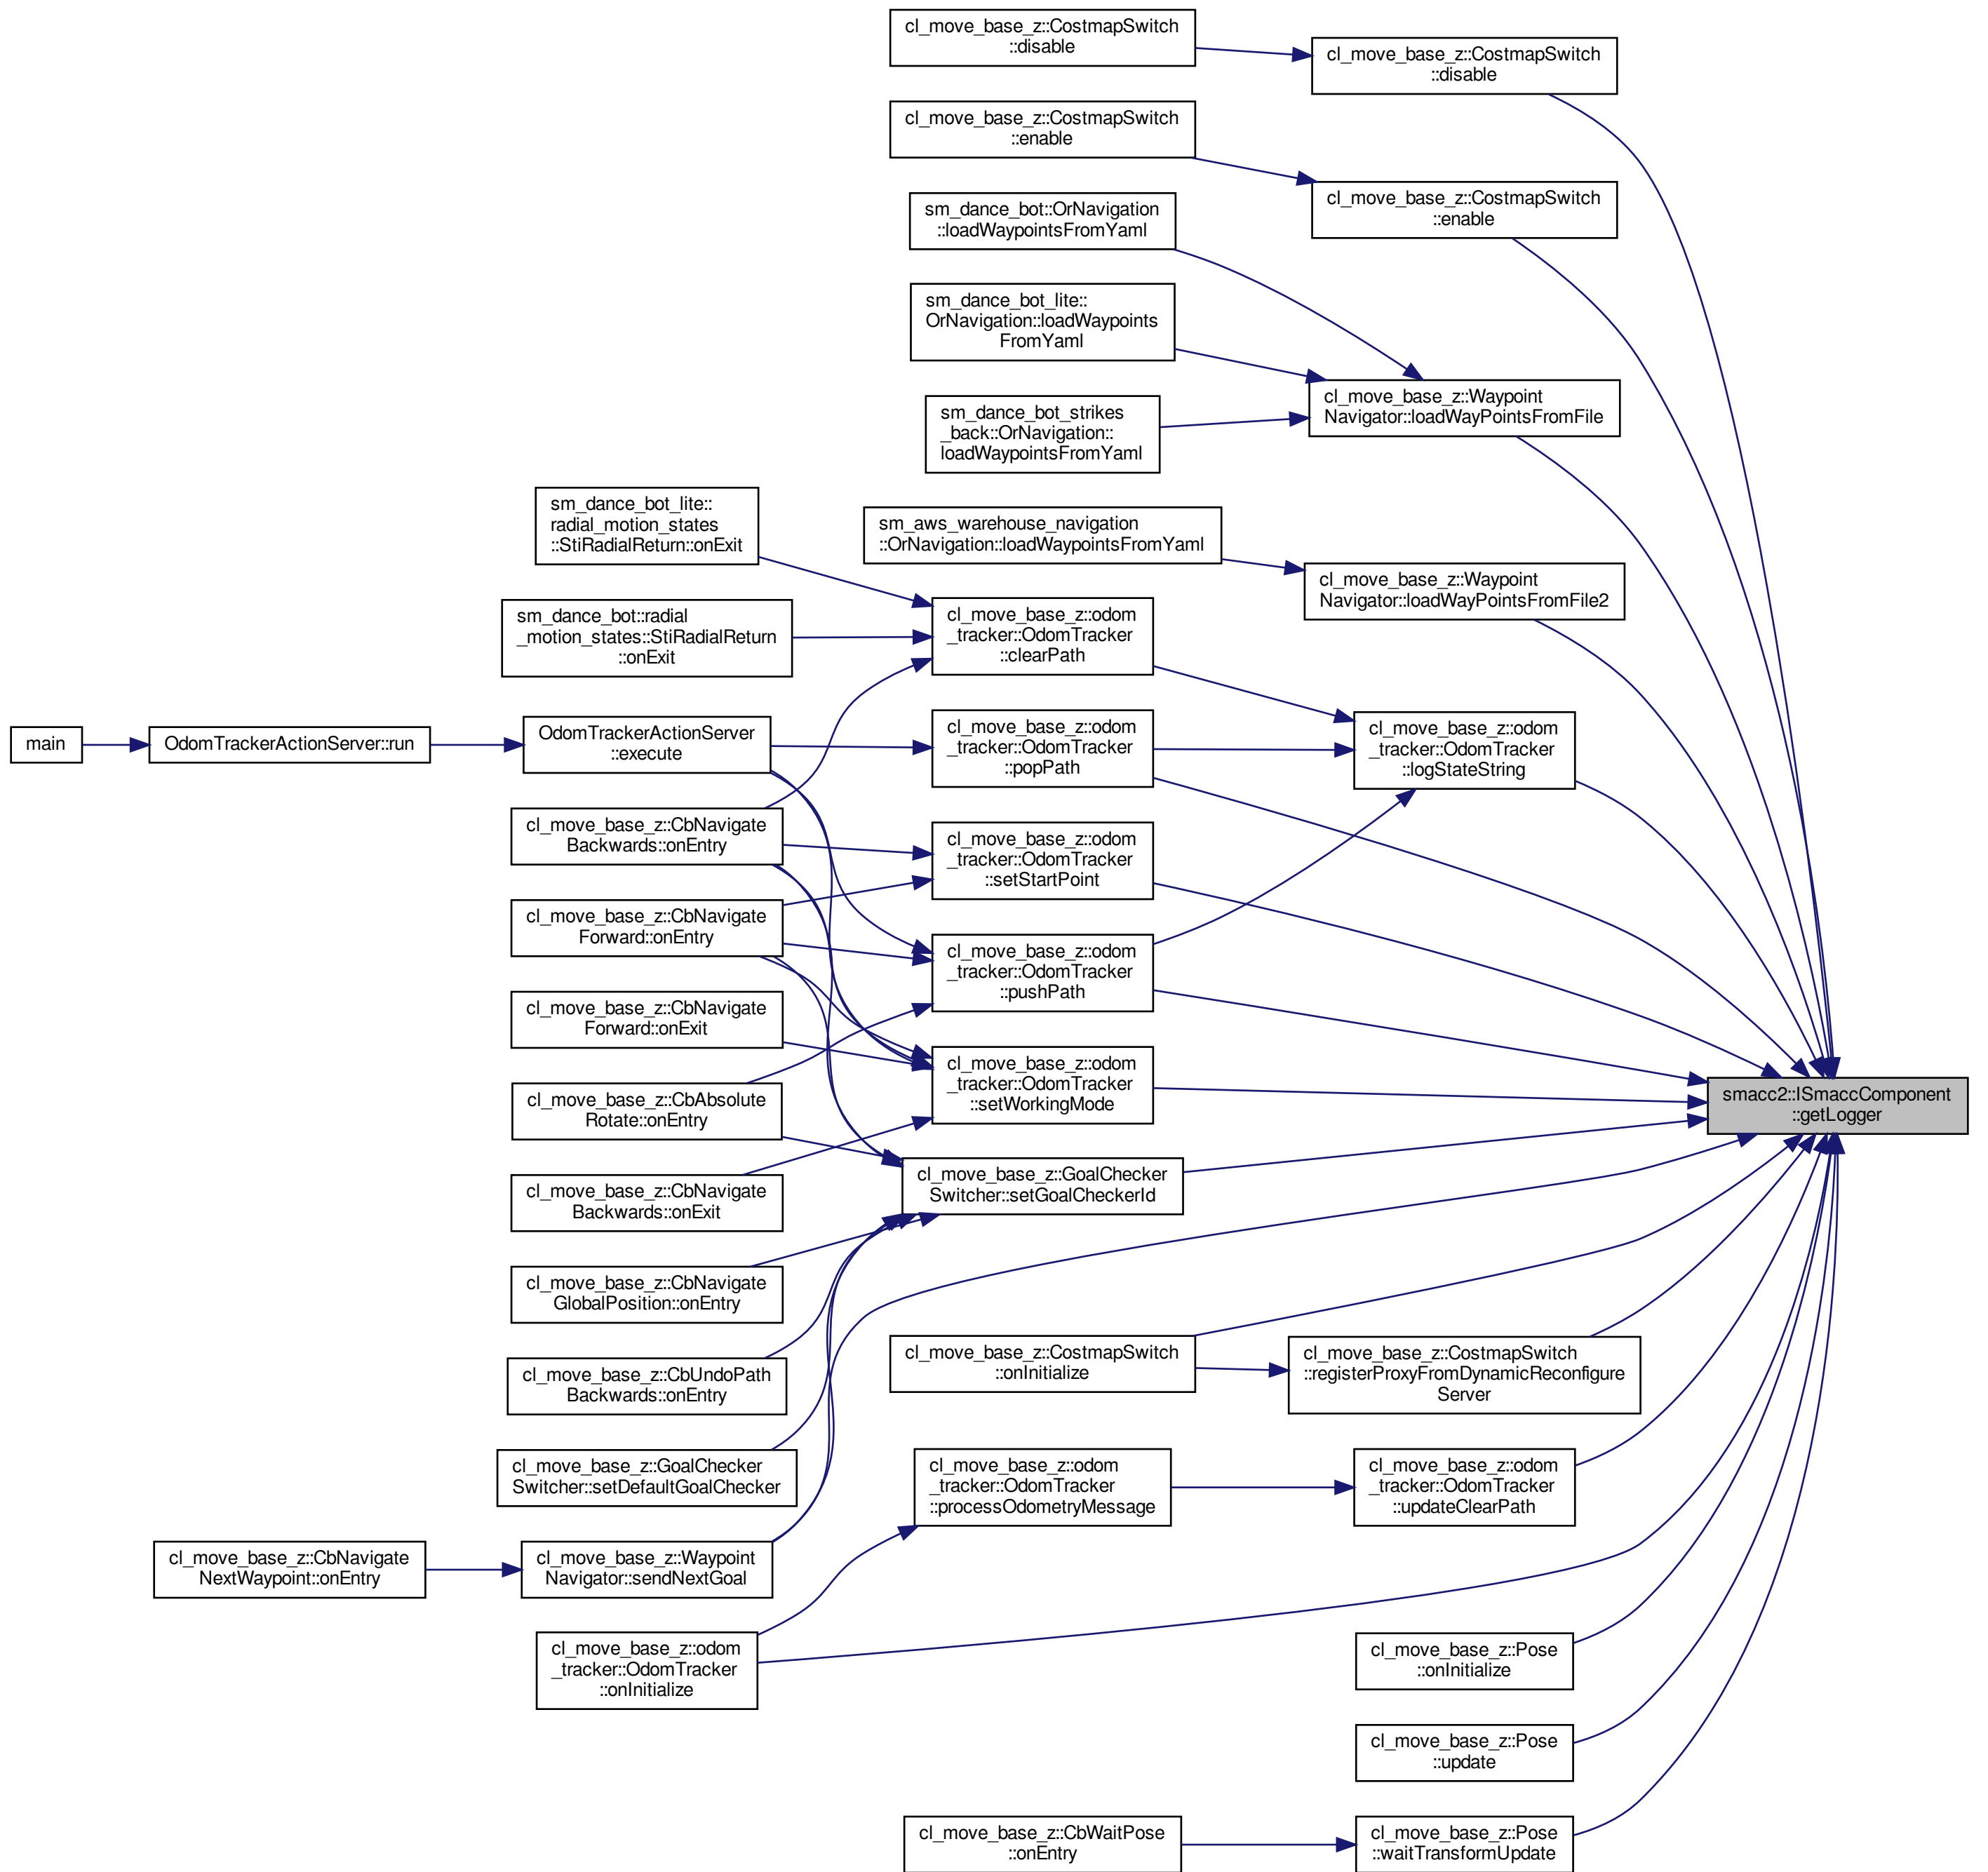 cl_move_base_z::CostmapSwitch
::disable
cl_move_base_z::CostmapSwitch
::disable
cl_move_base_z::CostmapSwitch
::enable
cl_move_base_z::CostmapSwitch
::enable
sm_dance_bot::OrNavigation
::loadWaypointsFromYaml
sm_dance_bot_lite::
OrNavigation::loadWaypoints
FromYaml
cl_move_base_z::Waypoint
Navigator::loadWayPointsFromFile
sm_dance_bot_strikes
_back::OrNavigation::
loadWaypointsFromYaml
sm_dance_bot_lite::
radial_motion_states
::StiRadialReturn::onExit
sm_aws_warehouse_navigation
::OrNavigation::loadWaypointsFromYaml
cl_move_base_z::Waypoint
Navigator::loadWayPointsFromFile2
sm_dance_bot::radial
_motion_states::StiRadialReturn
::onExit
cl_move_base_z::odom
_tracker::OdomTracker
::clearPath
main
OdomTrackerActionServer::run
OdomTrackerActionServer
::execute
cl_move_base_z::odom
_tracker::OdomTracker
::popPath
cl_move_base_z::odom
_tracker::OdomTracker
::logStateString
cl_move_base_z::CbNavigate
Backwards::onEntry
cl_move_base_z::odom
_tracker::OdomTracker
::setStartPoint
cl_move_base_z::CbNavigate
Forward::onEntry
cl_move_base_z::odom
_tracker::OdomTracker
::pushPath
cl_move_base_z::CbNavigate
Forward::onExit
cl_move_base_z::odom
_tracker::OdomTracker
::setWorkingMode
smacc2::ISmaccComponent
::getLogger
cl_move_base_z::CbAbsolute
Rotate::onEntry
cl_move_base_z::GoalChecker
Switcher::setGoalCheckerId
cl_move_base_z::CbNavigate
Backwards::onExit
cl_move_base_z::CbNavigate
GlobalPosition::onEntry
cl_move_base_z::CostmapSwitch
::onInitialize
cl_move_base_z::CostmapSwitch
::registerProxyFromDynamicReconfigure
Server
cl_move_base_z::CbUndoPath
Backwards::onEntry
cl_move_base_z::GoalChecker
Switcher::setDefaultGoalChecker
cl_move_base_z::odom
_tracker::OdomTracker
::processOdometryMessage
cl_move_base_z::odom
_tracker::OdomTracker
::updateClearPath
cl_move_base_z::CbNavigate
NextWaypoint::onEntry
cl_move_base_z::Waypoint
Navigator::sendNextGoal
cl_move_base_z::odom
_tracker::OdomTracker
::onInitialize
cl_move_base_z::Pose
::onInitialize
cl_move_base_z::Pose
::update
cl_move_base_z::CbWaitPose
::onEntry
cl_move_base_z::Pose
::waitTransformUpdate